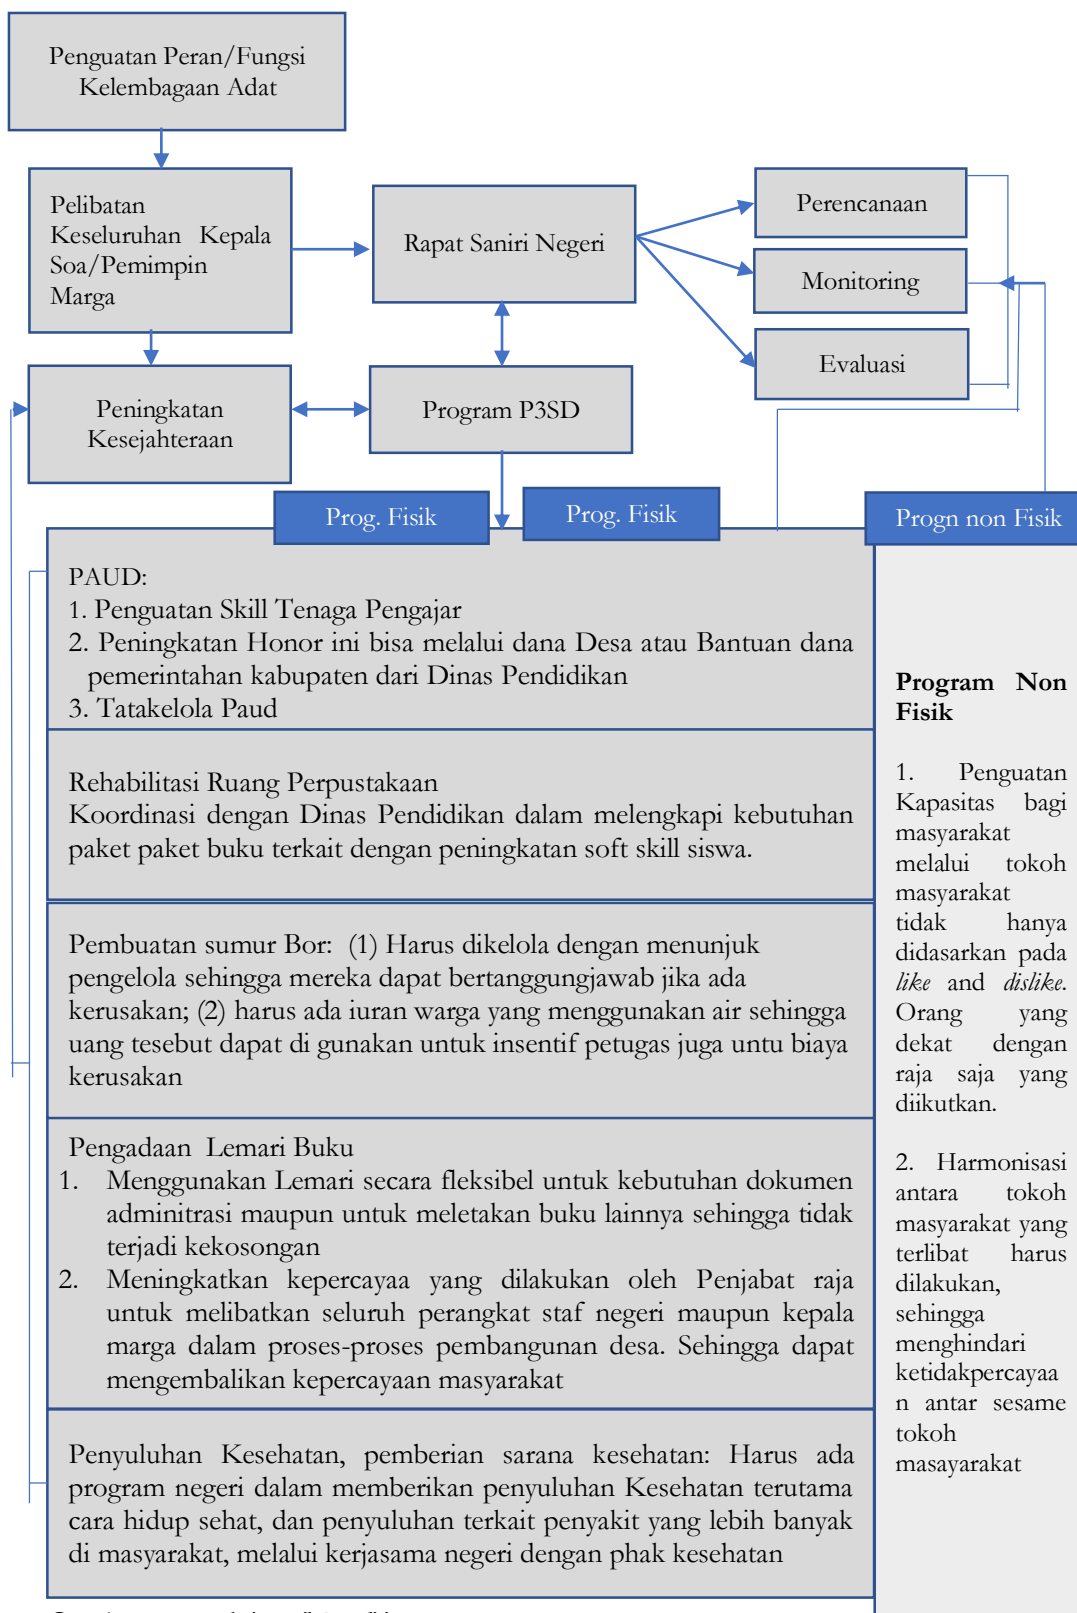 Penguatan Peran/Fungsi
Kelembagaan Adat
Pelibatan
Keseluruhan Kepala
Soa/Pemimpin
Marga
Rapat Saniri Negeri
Perencanaan
Monitoring
Evaluasi
Peningkatan
Kesejahteraan
Program P3SD
Prog. Fisik
Prog. Fisik
Progn non Fisik
PAUD:
1. Penguatan Skill Tenaga Pengajar
2. Peningkatan Honor ini bisa melalui dana Desa atau Bantuan dana
pemerintahan kabupaten dari Dinas Pendidikan
3. Tatakelola Paud
Rehabilitasi Ruang Perpustakaan
Koordinasi dengan Dinas Pendidikan dalam melengkapi kebutuhan
paket paket buku terkait dengan peningkatan soft skill siswa.
Pembuatan sumur Bor: (1) Harus dikelola dengan menunjuk
pengelola sehingga mereka dapat bertanggungjawab jika ada
kerusakan; (2) harus ada iuran warga yang menggunakan air sehingga
uang tesebut dapat di gunakan untuk insentif petugas juga untu biaya
kerusakan
Pengadaan Lemari Buku
1. Menggunakan Lemari secara fleksibel untuk kebutuhan dokumen
adminitrasi maupun untuk meletakan buku lainnya sehingga tidak
terjadi kekosongan
2. Meningkatkan kepercayaa yang dilakukan oleh Penjabat raja
untuk melibatkan seluruh perangkat staf negeri maupun kepala
marga dalam proses-proses pembangunan desa. Sehingga dapat
mengembalikan kepercayaan masyarakat
Penyuluhan Kesehatan, pemberian sarana kesehatan: Harus ada
program negeri dalam memberikan penyuluhan Kesehatan terutama
cara hidup sehat, dan penyuluhan terkait penyakit yang lebih banyak
di masyarakat, melalui kerjasama negeri dengan phak kesehatan
Program Non
Fisik
1. Penguatan
Kapasitas bagi
masyarakat
melalui tokoh
masyarakat
tidak hanya
didasarkan pada
like and dislike.
Orang yang
dekat dengan
raja saja yang
diikutkan.
2. Harmonisasi
antara tokoh
masyarakat yang
terlibat harus
dilakukan,
sehingga
menghindari
ketidakpercayaa
n antar sesame
tokoh
masayarakat